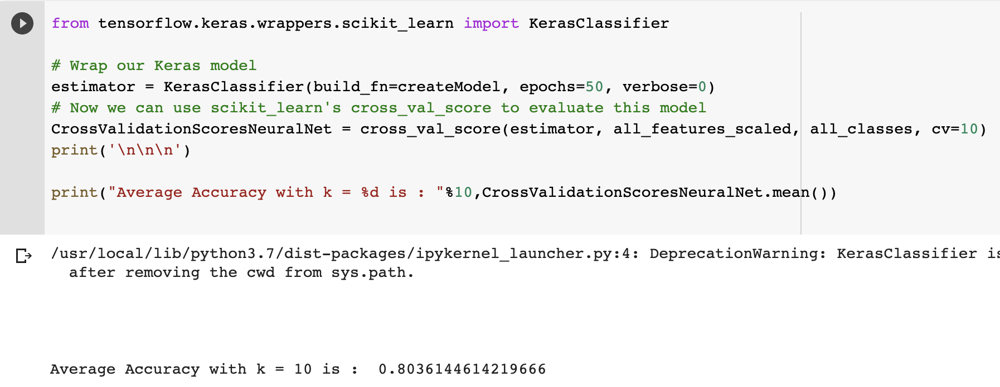 from tensorflow.keras.wrappers.scikit_learn import KerasClassifier
# Wrap our Keras model
estimator = KerasClassifier(build_fn=createModel, epochs=50, verbose=0)
# Now we can use scikit_learn's cross_val_score to evaluate this model
CrossValidationScoresNeuralNet = cross_val_score(estimator, all_features_scaled, all_classes, cv=10)
print('\n\n\n')
print("Average Accuracy with k = %d is : "%10,CrossValidationScoresNeuralNet.mean())
/usr/local/lib/python3.7/dist-packages/ipykernel_launcher.py:4: DeprecationWarning: KerasClassifier is
after removing the cwd from sys.path.
Average Accuracy with k = 10 is :  0.8036144614219666